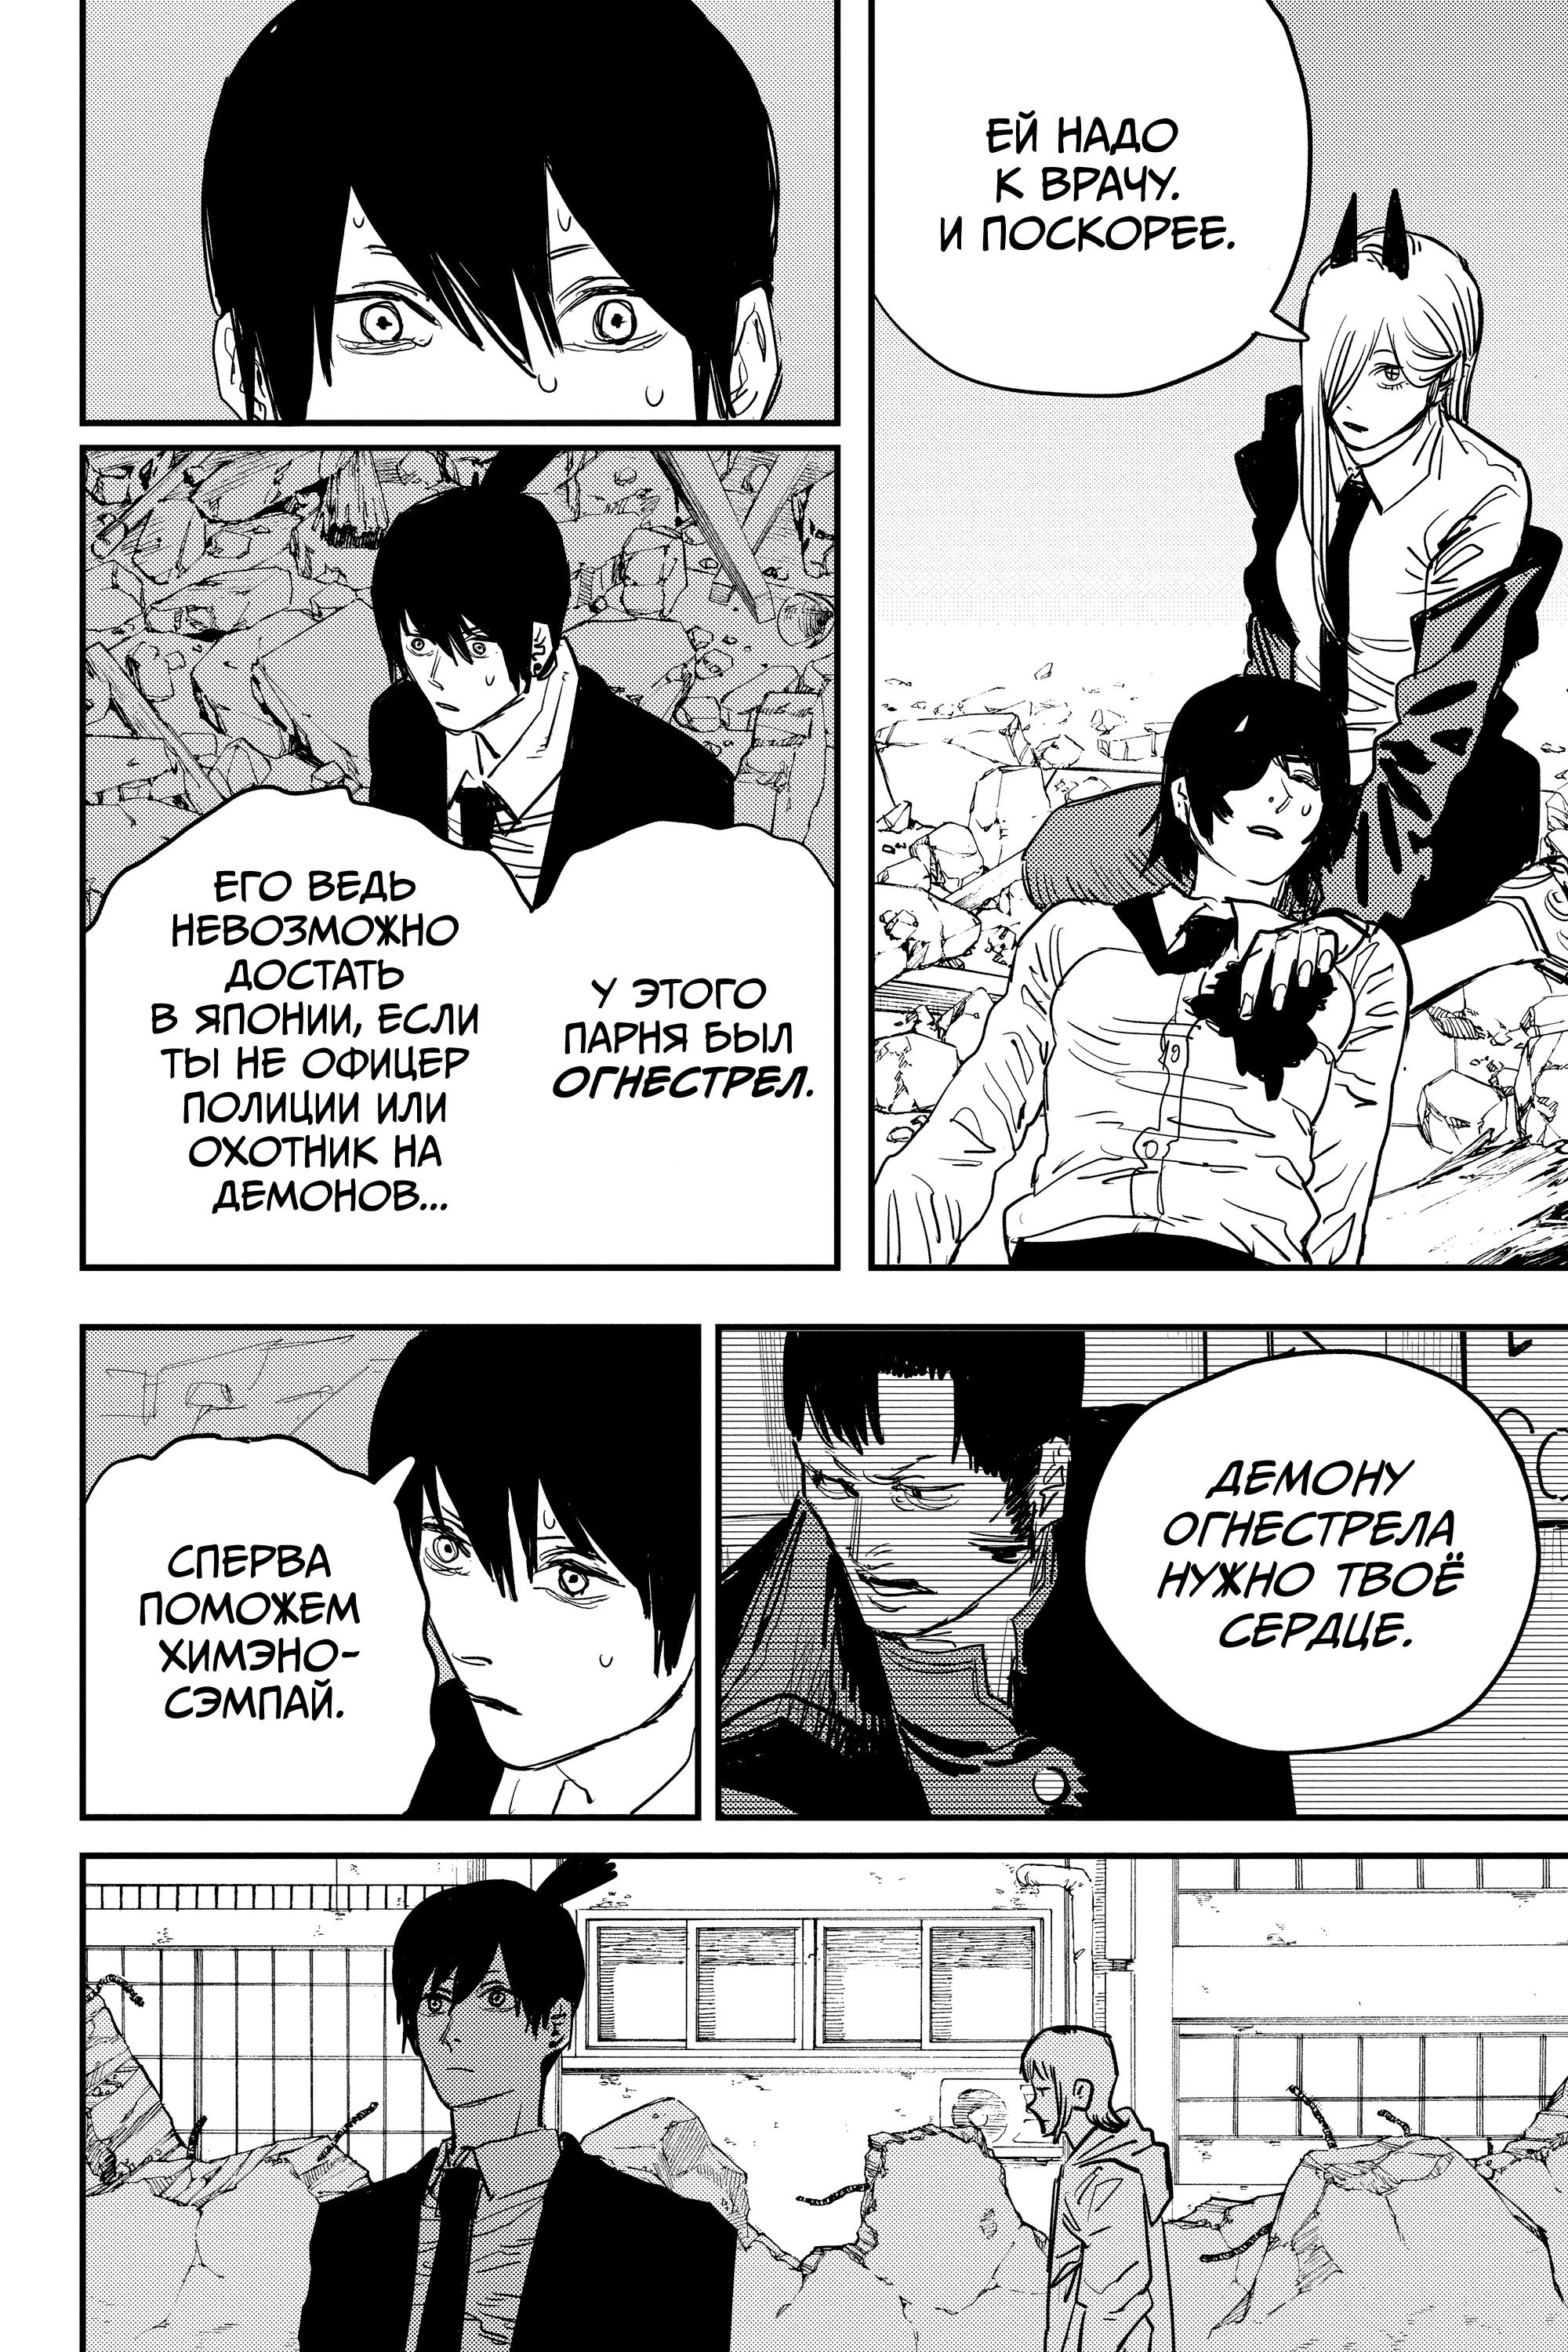 ЕЙ НАДО
К ВРАЧУ.
И ПОСКОРЕЕ.
У ЭТОГО
ПАРНЯ БЫЛ
ОГНЕСТРЕЛ.
ЕГО ВЕДЬ
НЕВОЗМОЖНО
ДОСТАТЬ
В ЯПОНИИ, ЕСЛИ
ТЫ НЕ ОФИЦЕР
ПОЛИЦИИ ИЛИ
ОХОТНИК НА
ДЕМОНОВ...
ДЕМОНУ
ОГНЕСТРЕЛА
НУЖНО ТВОЁ
СЕРДЦЕ.
СПЕРВА
ПОМОЖЕМ
ХИМЭНО-
СЭМПАЙ.